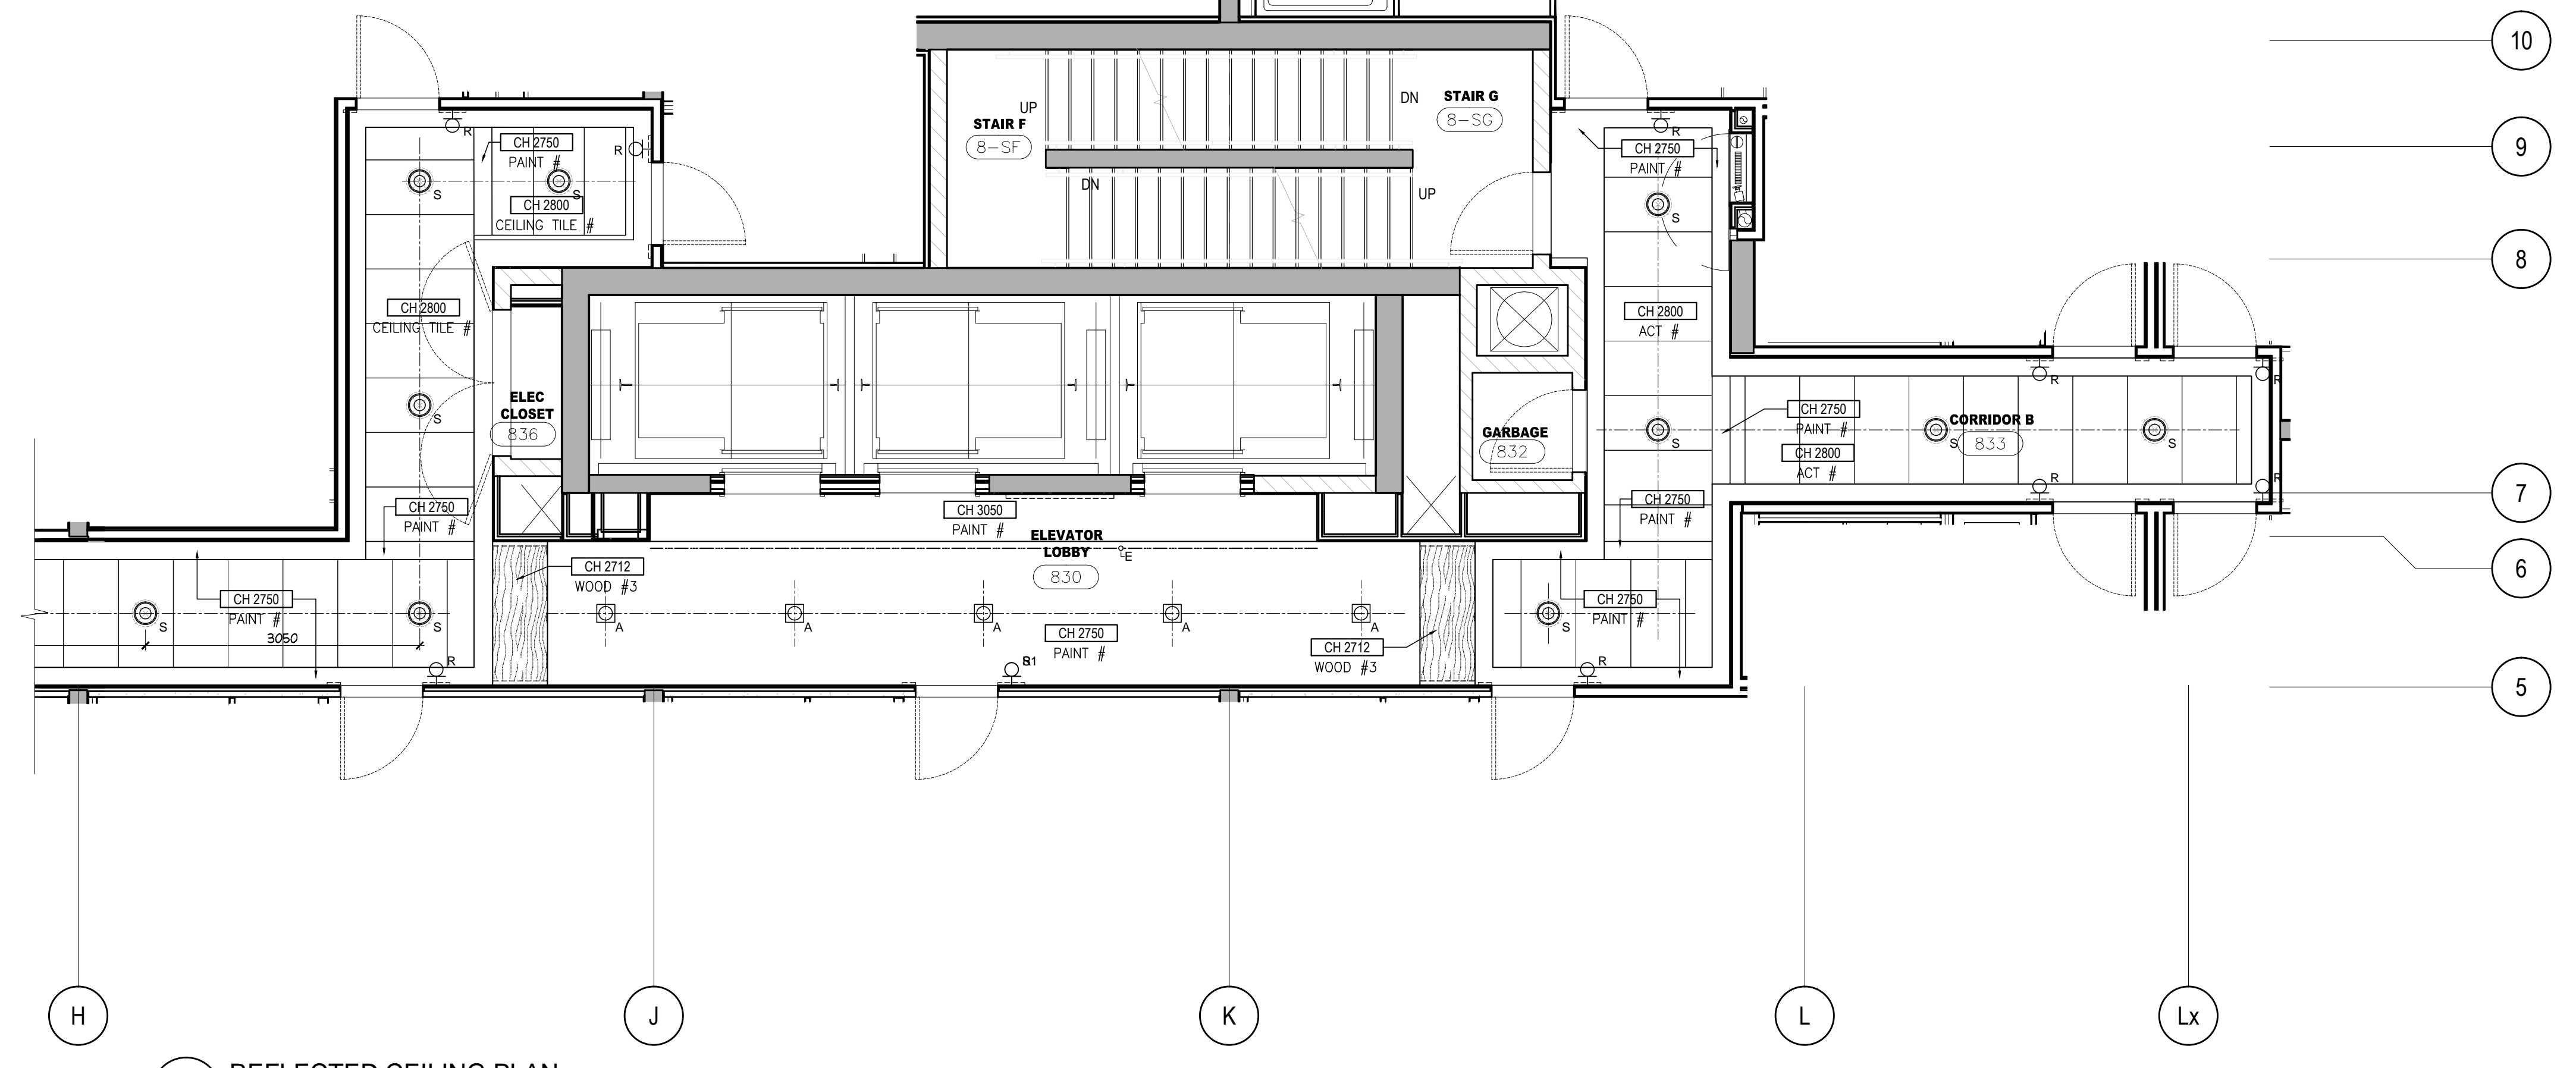 10
UP
DN
STAIR G
8-SG
STAIR F
8-SF
R
CH 2750
PAINT #
R
R
CH 2750
PAINT #
9
S
S
CH 2800
CEILING TILE #
DN
UP
S
8
CH 2800
CEILING TILE #
CH 2800
ACT #
R
R
ELEC
CLOSET
836
S
GARBAGE
832
S
CH 2750
PAINT #
CH 2800
ACT #
CORRIDOR B
833
S
S
R
R
7
CH 2750
PAINT #
CH 3050
PAINT #
CH 2750
PAINT #
ELEVATOR
LOBBY
830
E
6
CH 2712
WOOD #3
CH 2750
PAINT #
3050
S
S
A
A
A
A
A
CH 2750
PAINT #
CH 2712
WOOD #3
S
CH 2750
PAINT #
R
R
5
H
J
K
L
Lx
REFLECTED CEILING PLAN